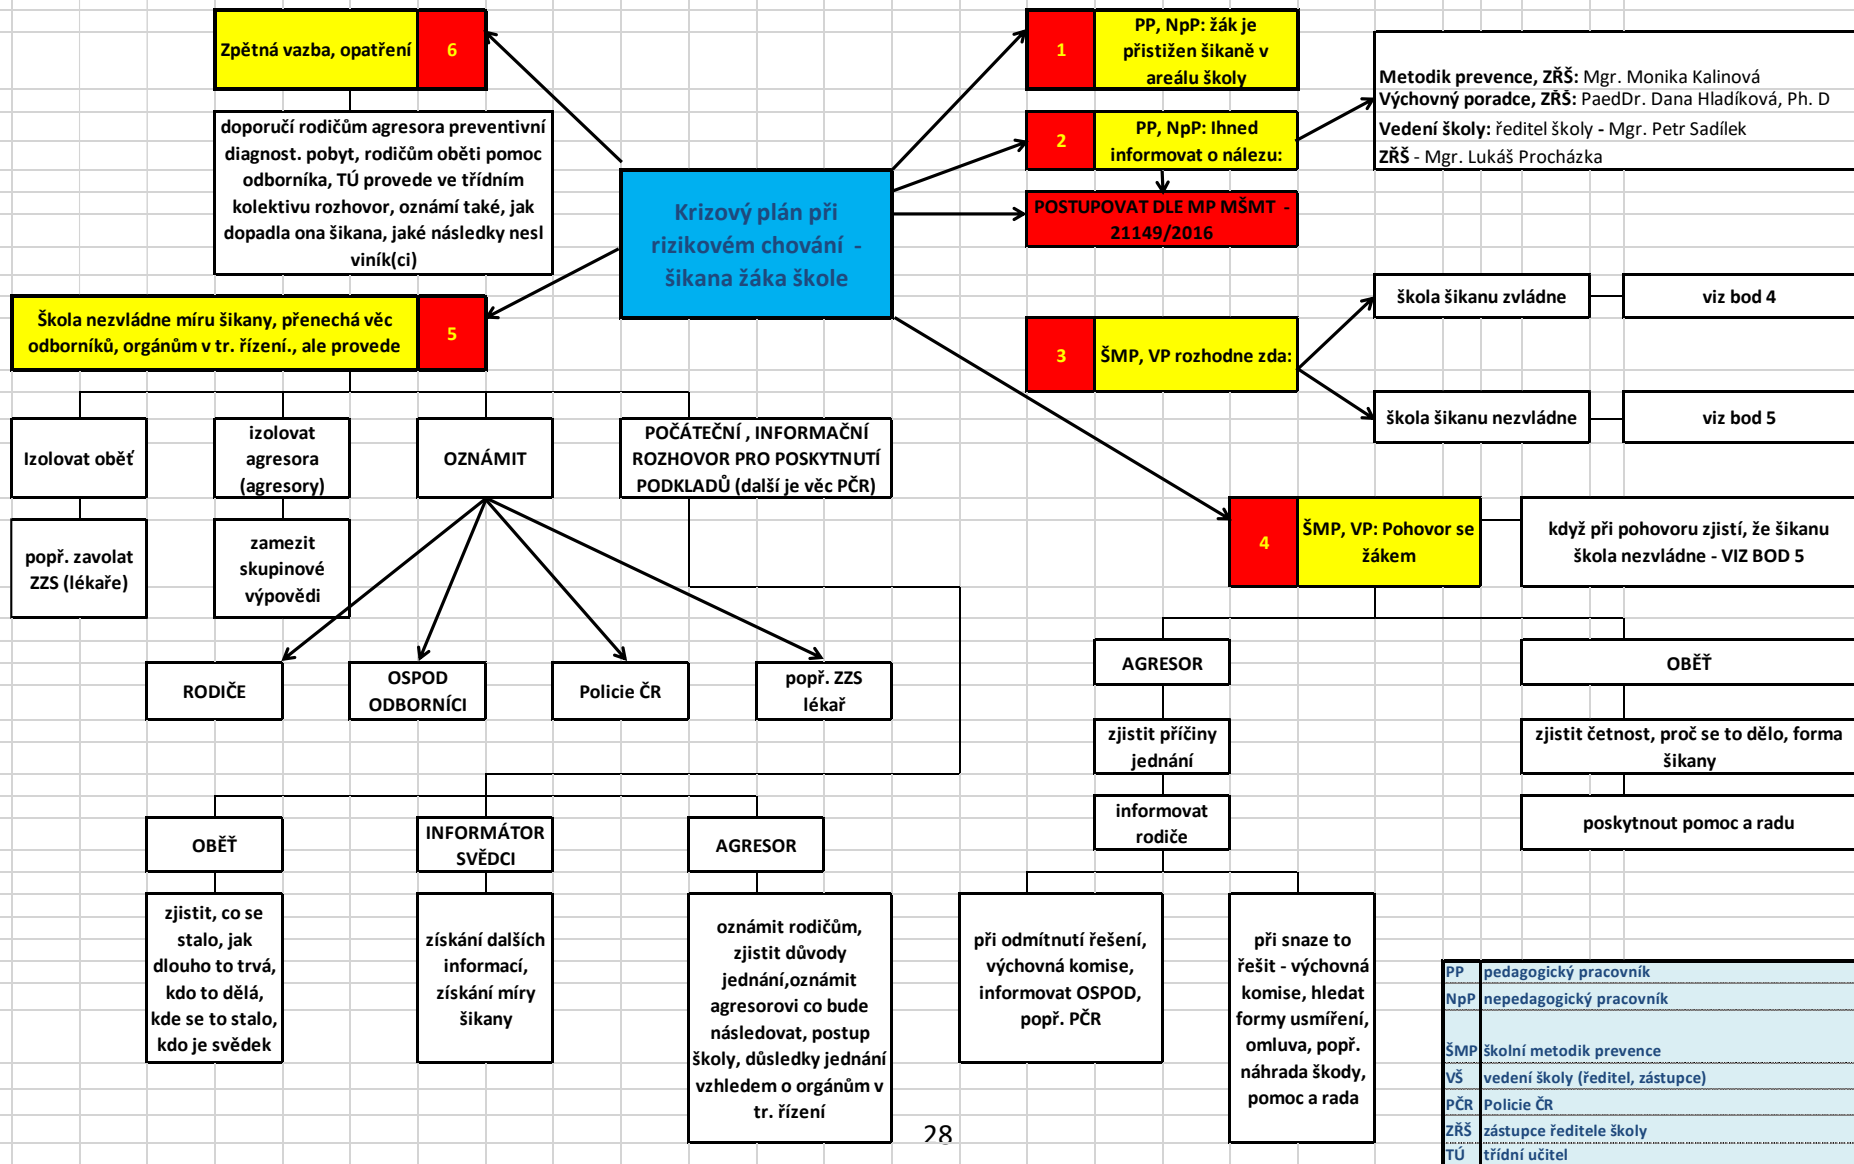 Krizový plán při
rizikovém chování -
šikana žáka škole
1
PP, NpP: žák je
přistižen šikaně v
areálu školy
2
PP, NpP: Ihned
informovat o nálezu:
Metodik prevence, ZŘŠ: Mgr. Monika Kalinová
Výchovný poradce, ZŘŠ: PaedDr. Dana Hladíková, Ph. D
Vedení školy: ředitel školy - Mgr. Petr Sadílek
ZŘŠ - Mgr. Lukáš Procházka
POSTUPOVAT DLE MP MŠMT -
21149/2016
3
ŠMP, VP rozhodne zda:
škola šikanu zvládne
viz bod 4
škola šikanu nezvládne
viz bod 5
4
ŠMP, VP: Pohovor se
žákem
když při pohovoru zjistí, že šikanu
škola nezvládne - VIZ BOD 5
AGRESOR
zjistit příčiny
jednání
informovat
rodiče
při odmítnutí řešení,
výchovná komise,
informovat OSPOD,
popř. PČR
při snaze to
řešit - výchovná
komise, hledat
formy usmíření,
omluva, popř.
náhrada škody,
pomoc a rada
OBĚŤ
zjistit četnost, proč se to dělo, forma
šikany
poskytnout pomoc a radu
Škola nezvládne míru šikany, přenechá věc
odborníků, orgánům v tr. řízení., ale provede
5
Izolovat oběť
popř. zavolat
ZZS (lékaře)
izolovat
agresora
(agresory)
zamezit
skupinové
výpovědi
OZNÁMIT
RODIČE
OSPOD
ODBORNÍCI
Policie ČR
popř. ZZS
lékař
POČÁTEČNÍ , INFORMAČNÍ
ROZHOVOR PRO POSKYTNUTÍ
PODKLADŮ (další je věc PČR)
OBĚŤ
zjistit, co se
stalo, jak
dlouho to trvá,
kdo to dělá,
kde se to stalo,
kdo je svědek
INFORMÁTOR
SVĚDCI
získání dalších
informací,
získání míry
šikany
AGRESOR
oznámit rodičům,
zjistit důvody
jednání,oznámit
agresorovi co bude
následovat, postup
školy, důsledky jednání
vzhledem o orgánům v
tr. řízení
Zpětná vazba, opatření
6
doporučí rodičům agresora preventivní
diagnost. pobyt, rodičům oběti pomoc
odborníka, TÚ provede ve třídním
kolektivu rozhovor, oznámí také, jak
dopadla ona šikana, jaké následky nesl
viník(ci)
PP pedagogický pracovník
NpP nepedagogický pracovník
ŠMP školní metodik prevence
VŠ vedení školy (ředitel, zástupce)
PČR Policie ČR
ZŘŠ zástupce ředitele školy
TÚ třídní učitel
28